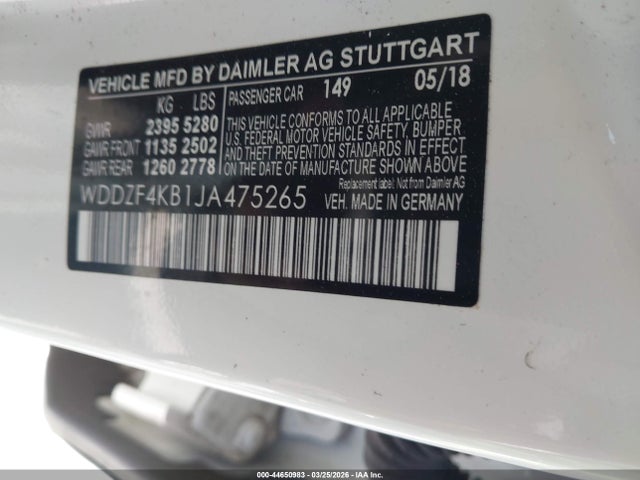 VEHICLE MFD BY DAIMLER AG STUTTGART
KG LBS
GVWR 2395 5280
GAWR FRONT 1135 2502
GAWR REAR 1260 2778
PASSENGER CAR 149 05/18
THIS VEHICLE CONFORMS TO ALL APPLICABLE
U.S. FEDERAL MOTOR VEHICLE SAFETY, BUMPER
AND THEFT PREVENTION STANDARDS IN EFFECT
ON THE DATE OF MANUFACTURE SHOWN ABOVE.
Replacement label: Not from Daimler AG
WDDZF4KB1JA475265
VEH. MADE IN GERMANY
000-44650983 - 03/25/2026 - IAA Inc.